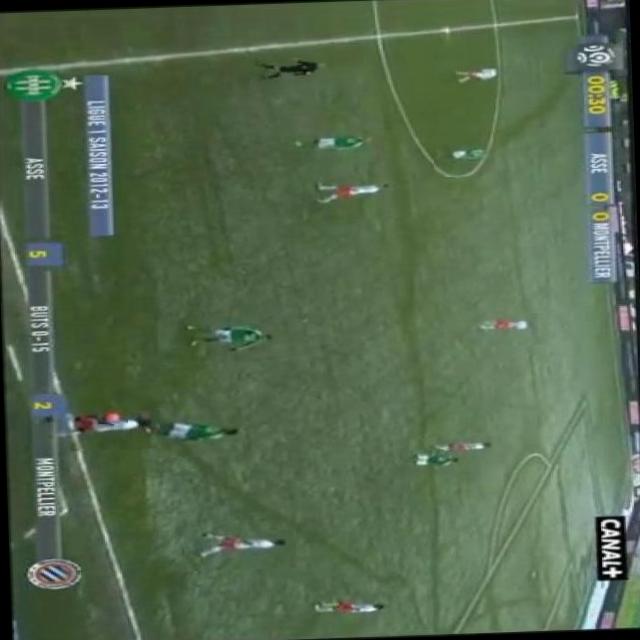 00:30 ASSE 0 0 MONTPELLIER
CANAL+
LIGUE 1 SAISON 2012-13
ASSE 5 BUTS 0-15 2 MONTPELLIER